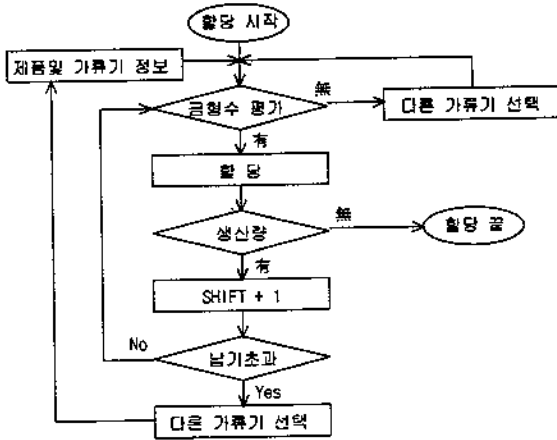 할당 시작
제품및 가류기 정보
금형수 평가
無
다른 가류기 선택
有
할 당
생산량
無
할당 끝
有
SHIFT + 1
No
납기초과
Yes
다른 가류기 선택